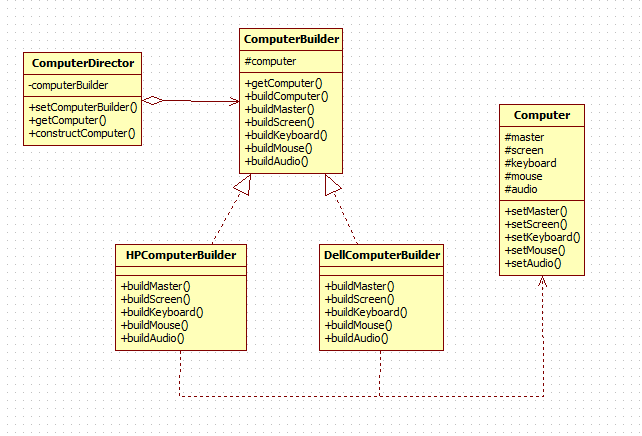 ComputerDirector
-computerBuilder
+setComputerBuilder()
+getComputer()
+constructComputer()
ComputerBuilder
#computer
+getComputer()
+buildComputer()
+buildMaster()
+buildScreen()
+buildKeyboard()
+buildMouse()
+buildAudio()
Computer
#master
#screen
#keyboard
#mouse
#audio
+setMaster()
+setScreen()
+setKeyboard()
+setMouse()
+setAudio()
HPComputerBuilder
+buildMaster()
+buildScreen()
+buildKeyboard()
+buildMouse()
+buildAudio()
DellComputerBuilder
+buildMaster()
+buildScreen()
+buildKeyboard()
+buildMouse()
+buildAudio()